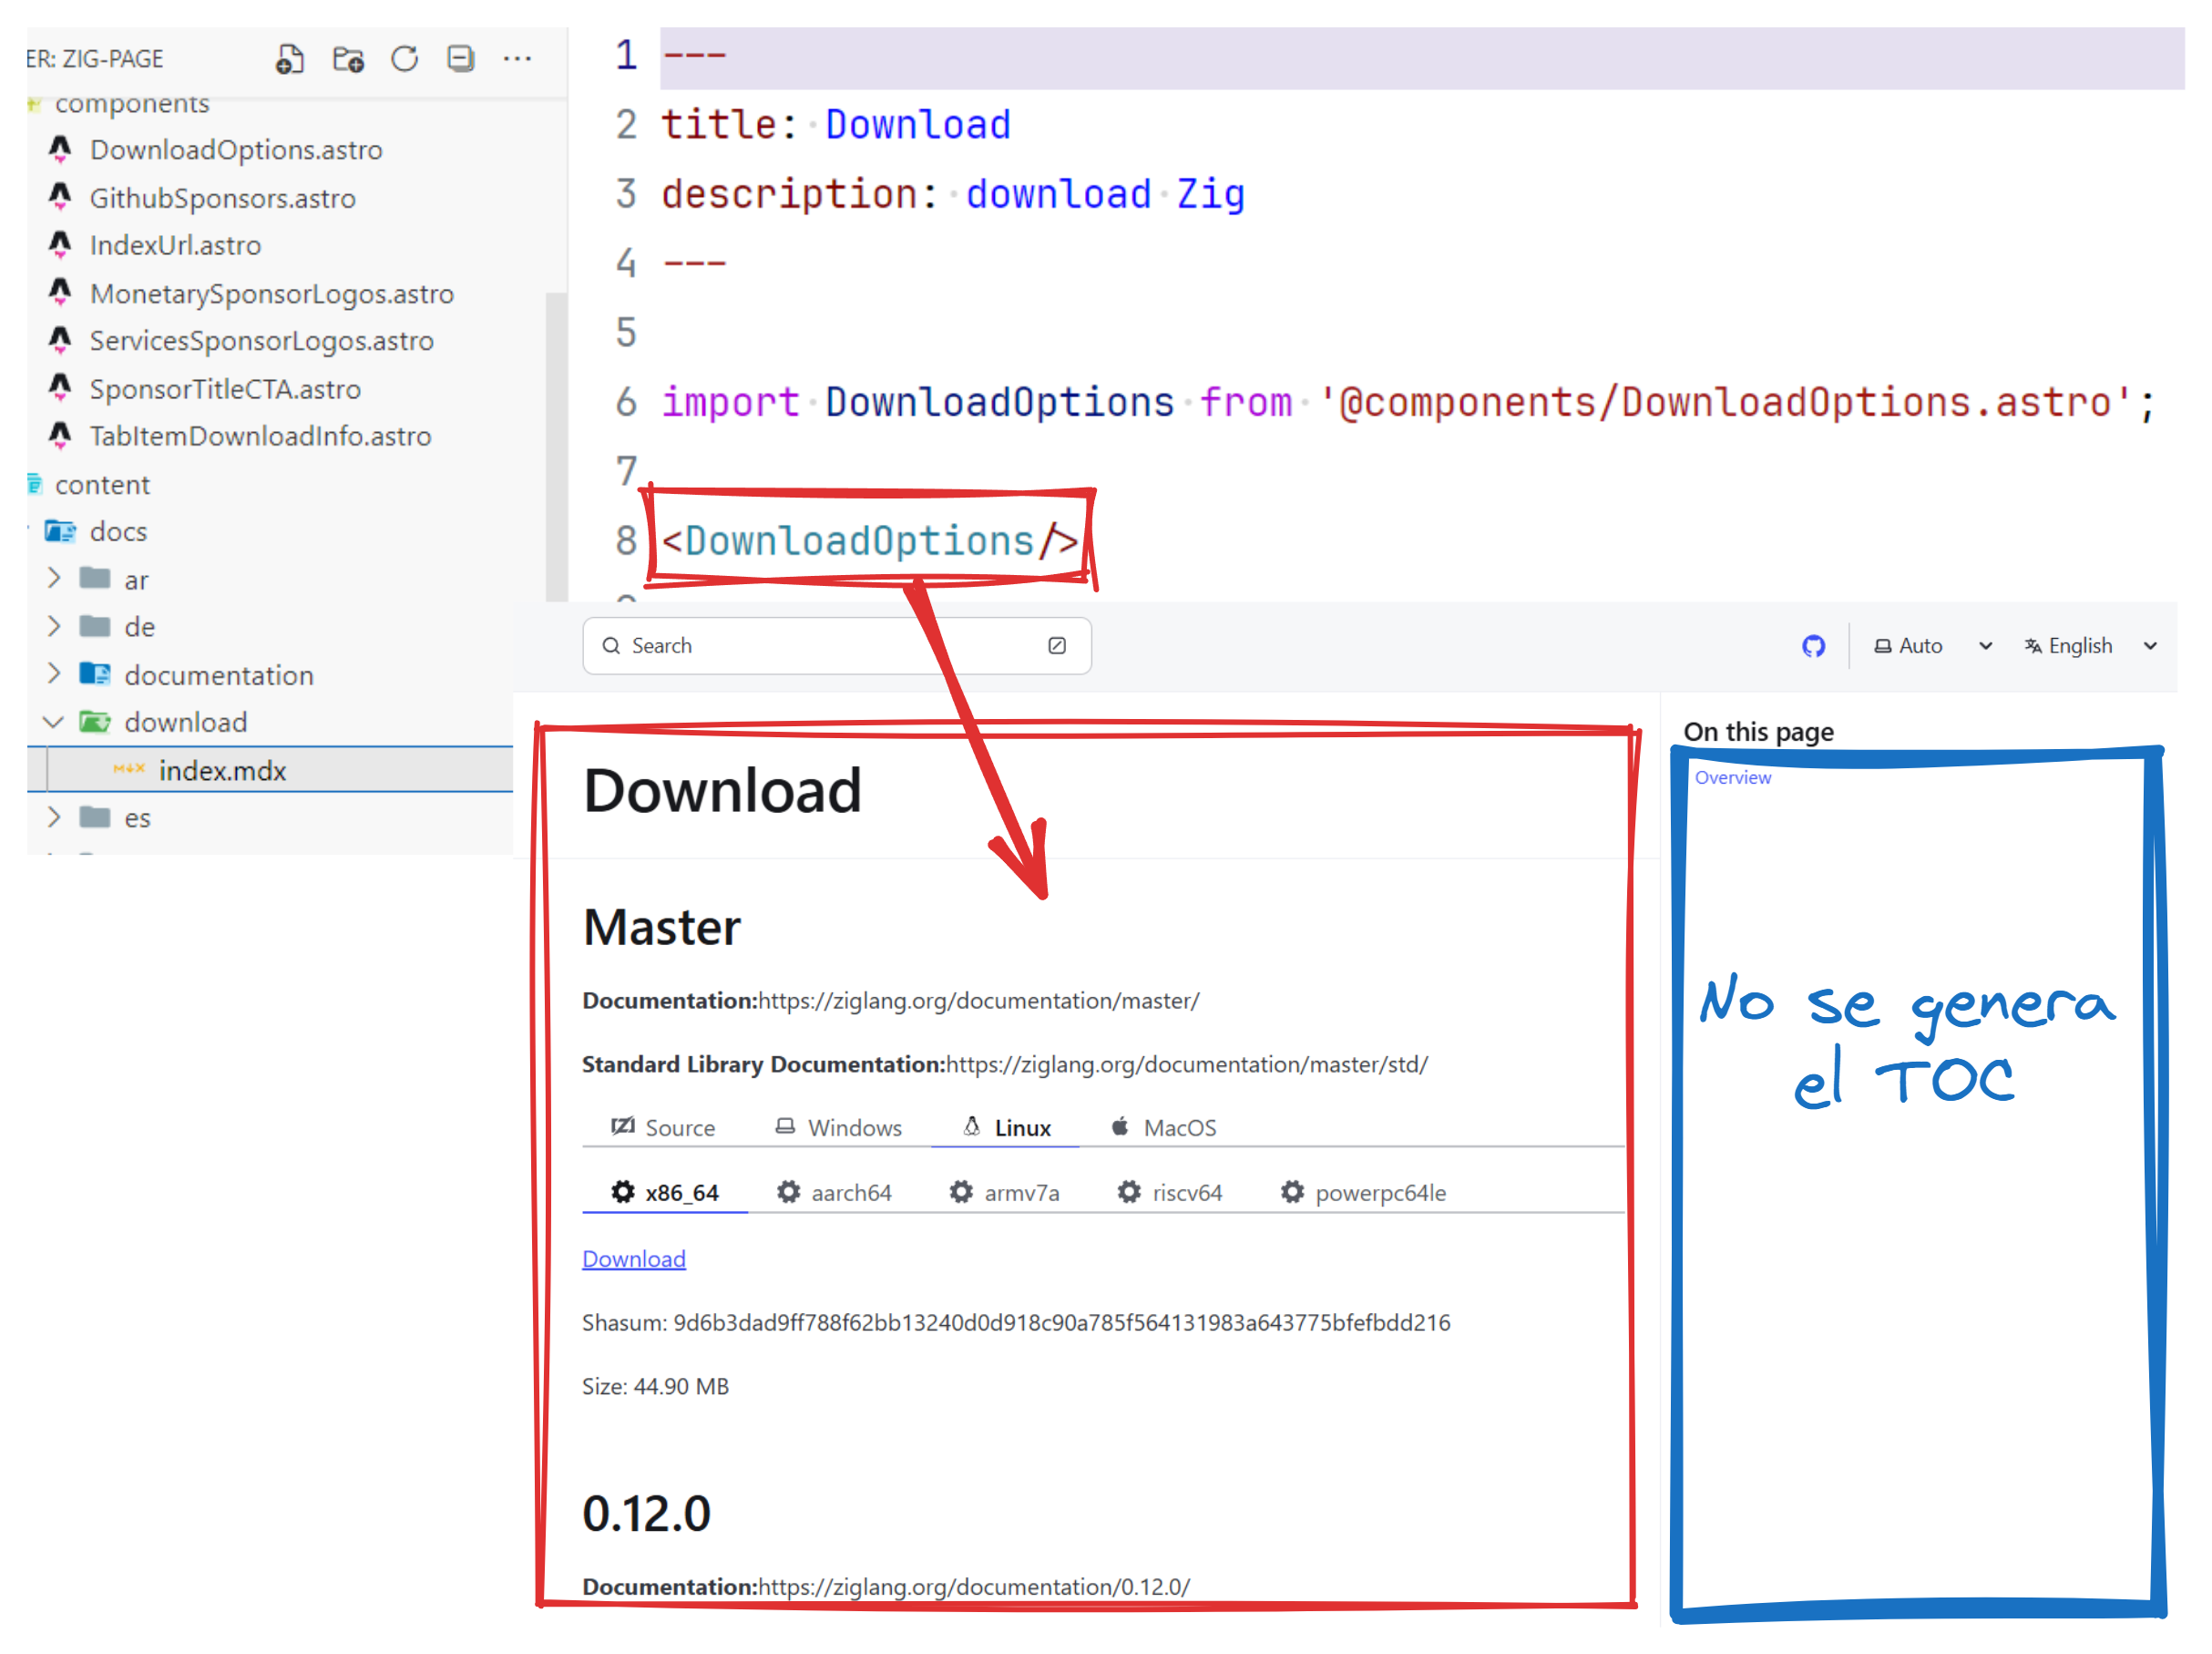 ER: ZIG-PAGE
components
DownloadOptions.astro
GithubSponsors.astro
IndexUrl.astro
MonetarySponsorLogos.astro
ServicesSponsorLogos.astro
SponsorTitleCTA.astro
TabItemDownloadInfo.astro
content
docs
ar
de
documentation
download
index.mdx
es
1 ---
2 title: Download
3 description: download Zig
4 ---
5
6 import DownloadOptions from '@components/DownloadOptions.astro';
7
8 <DownloadOptions/>
Search
Auto
English
Download
Master
Documentation:https://ziglang.org/documentation/master/
Standard Library Documentation:https://ziglang.org/documentation/master/std/
Source Windows Linux MacOS
x86_64 aarch64 armv7a riscv64 powerpc64le
Download
Shasum: 9d6b3dad9ff788f62bb13240d0d918c90a785f564131983a643775bfefbdd216
Size: 44.90 MB
0.12.0
Documentation:https://ziglang.org/documentation/0.12.0/
On this page
Overview
No se genera
el TOC